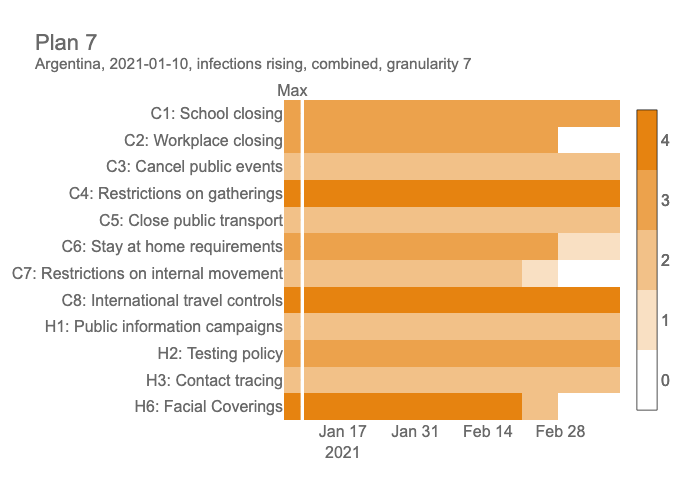 Plan 7
Argentina, 2021-01-10, infections rising, combined, granularity 7
Max
C1: School closing
C2: Workplace closing
C3: Cancel public events
C4: Restrictions on gatherings
C5: Close public transport
C6: Stay at home requirements
C7: Restrictions on internal movement
C8: International travel controls
H1: Public information campaigns
H2: Testing policy
H3: Contact tracing
H6: Facial Coverings
Jan 17 Jan 31 Feb 14 Feb 28
2021
4
3
2
1
0